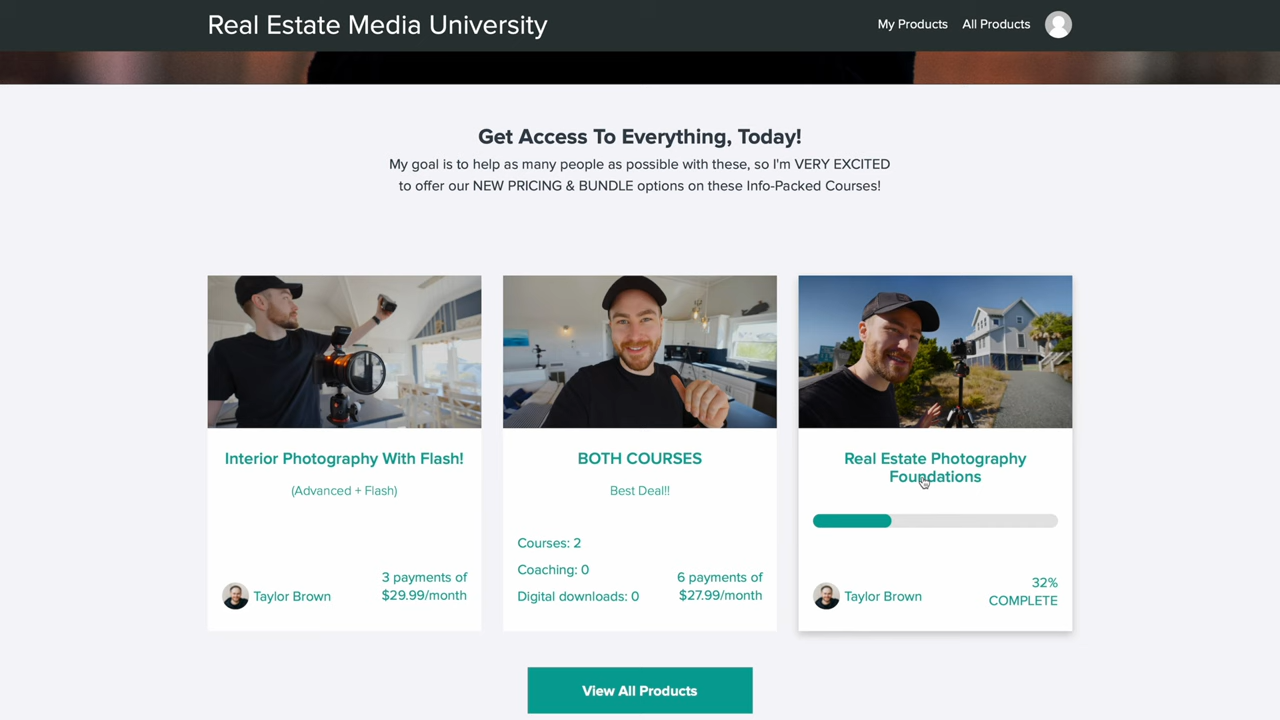 Real Estate Media University
My Products
All Products
Get Access To Everything, Today!
My goal is to help as many people as possible with these, so I'm VERY EXCITED
to offer our NEW PRICING & BUNDLE options on these Info-Packed Courses!
Interior Photography With Flash!
(Advanced + Flash)
Taylor Brown
3 payments of
$29.99/month
BOTH COURSES
Best Deal!!
Courses: 2
Coaching: 0
Digital downloads: 0
6 payments of
$27.99/month
Real Estate Photography
Foundations
Taylor Brown
32%
COMPLETE
View All Products